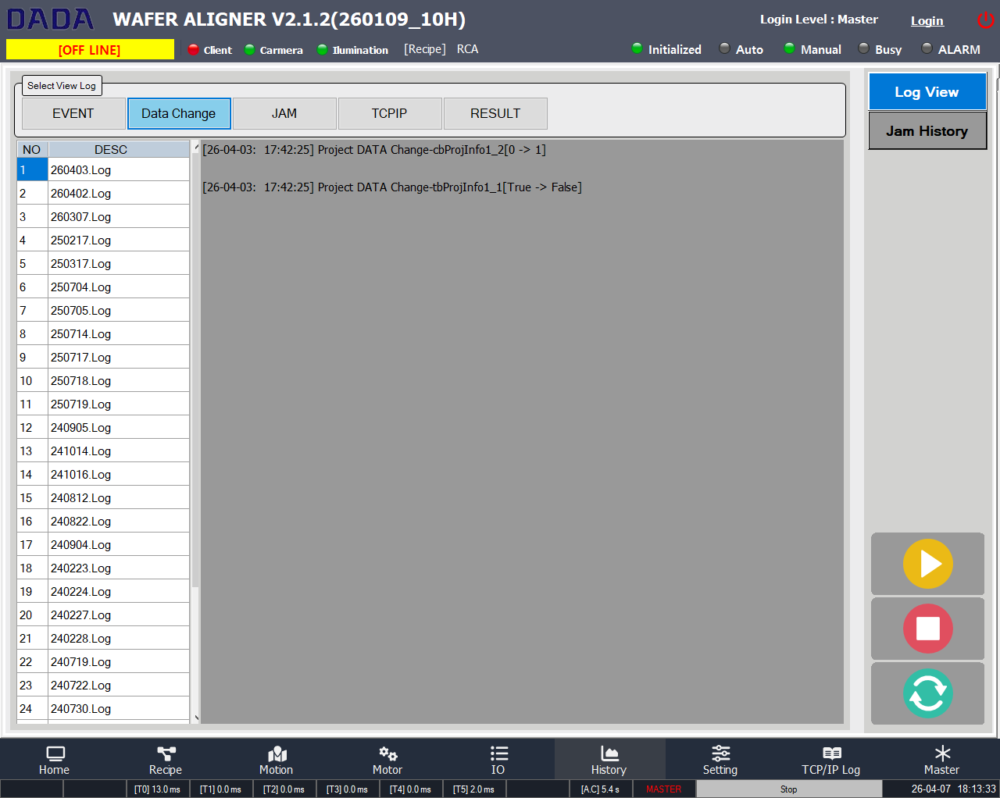 DADA WAFER ALIGNER V2.1.2(260109_10H) Login Level : Master Login
[OFF LINE] Client Carmera Ilumination [Recipe] RCA Initialized Auto Manual Busy ALARM
Select View Log
EVENT Data Change JAM TCPIP RESULT
Log View
Jam History
NO DESC
1 260403.Log
2 260402.Log
3 260307.Log
4 250217.Log
5 250317.Log
6 250704.Log
7 250705.Log
8 250714.Log
9 250717.Log
10 250718.Log
11 250719.Log
12 240905.Log
13 241014.Log
14 241016.Log
15 240812.Log
16 240822.Log
17 240904.Log
18 240223.Log
19 240224.Log
20 240227.Log
21 240228.Log
22 240719.Log
23 240722.Log
24 240730.Log
[26-04-03:  17:42:25] Project DATA Change-cbProjInfo1_2[0 -> 1]
[26-04-03:  17:42:25] Project DATA Change-tbProjInfo1_1[True -> False]
Home Recipe Motion Motor IO History Setting TCP/IP Log Master
[T0] 13.0 ms [T1] 0.0 ms [T2] 0.0 ms [T3] 0.0 ms [T4] 0.0 ms [T5] 2.0 ms [A.C] 5.4 s MASTER Stop 26-04-07 18:13:33